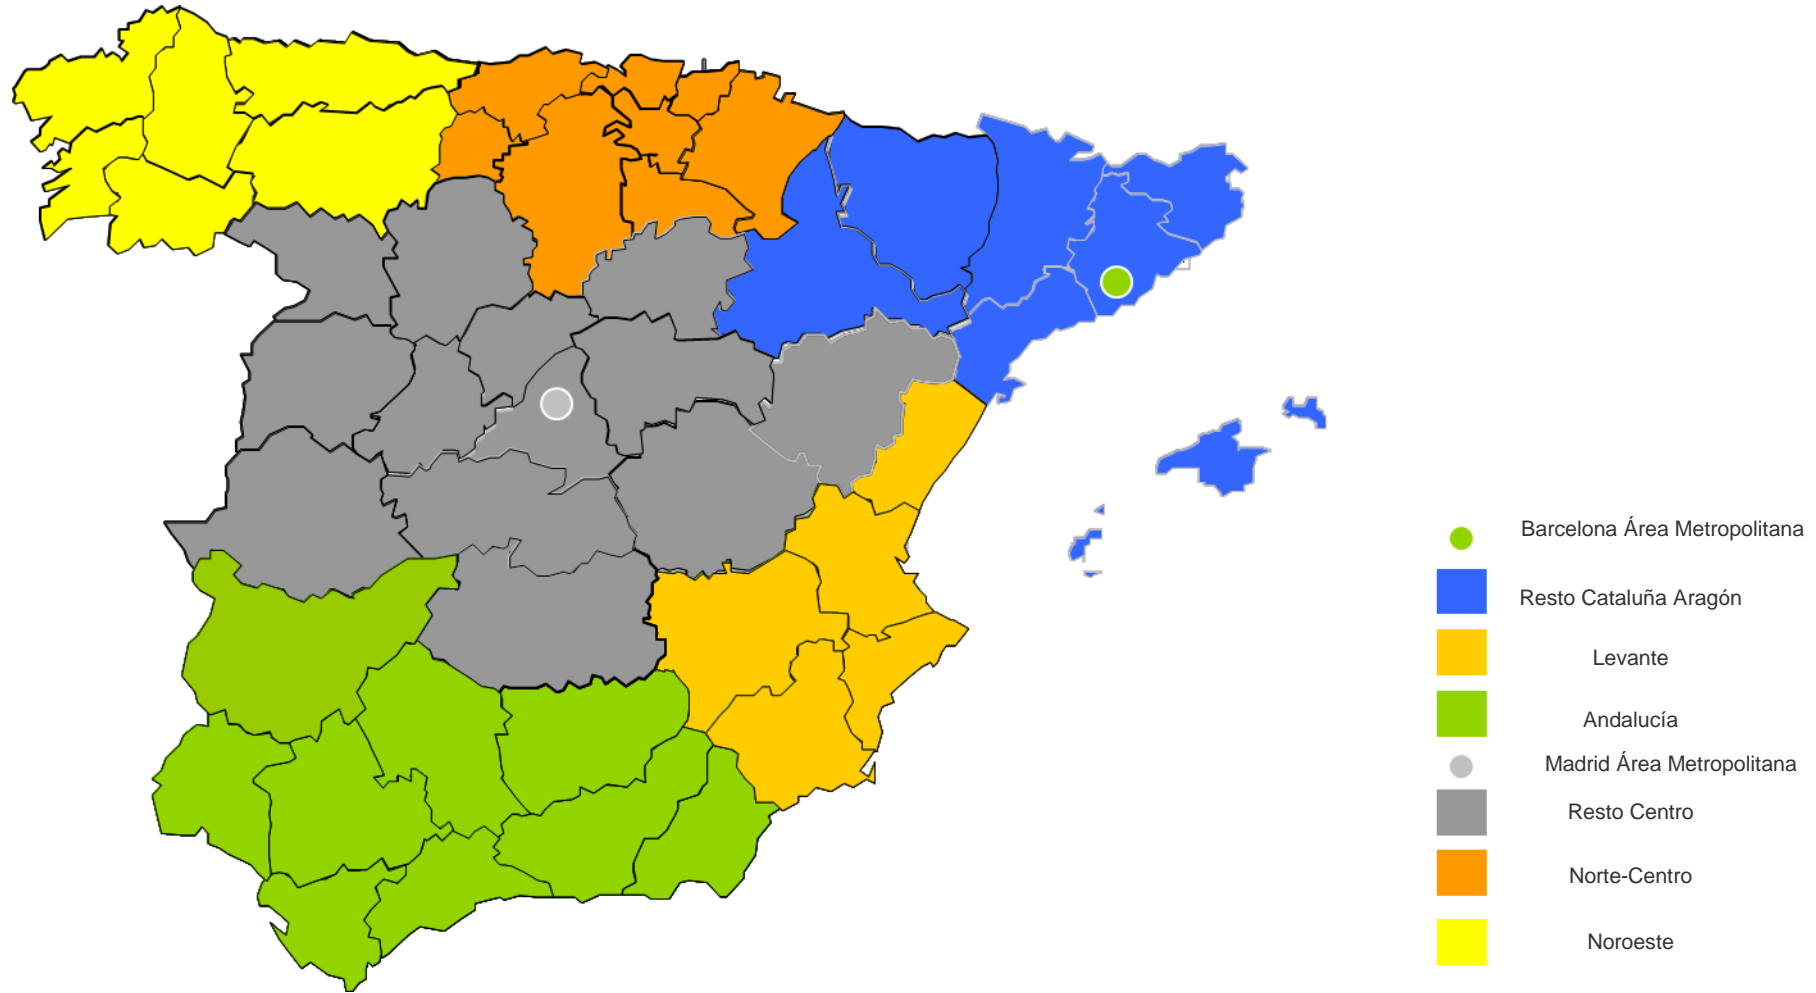 Barcelona Área Metropolitana
Resto Cataluña Aragón
Levante
Andalucía
Madrid Área Metropolitana
Resto Centro
Norte-Centro
Noroeste